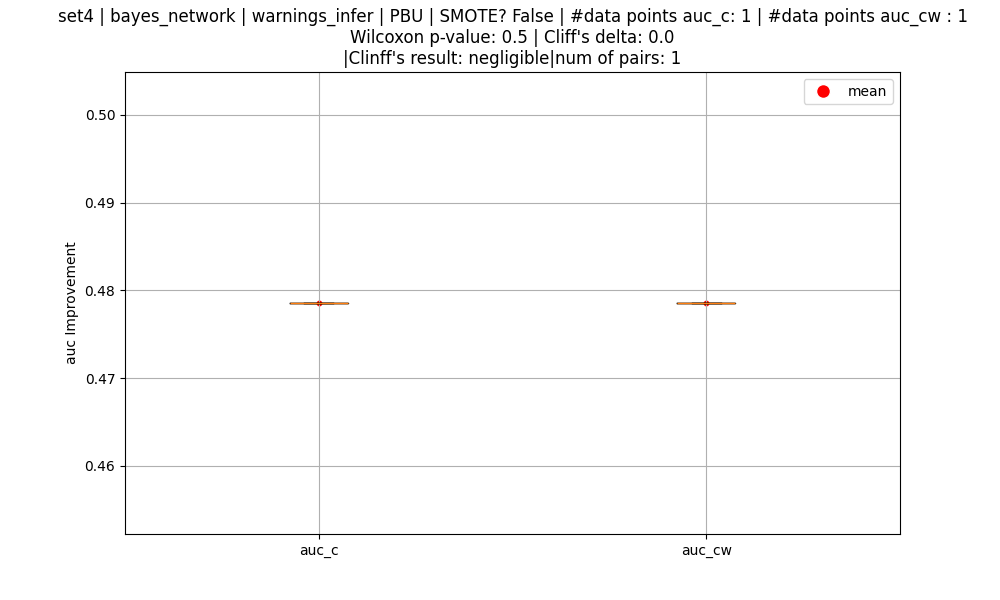 set4 | bayes_network | warnings_infer | PBU | SMOTE? False | #data points auc_c: 1 | #data points auc_cw : 1
Wilcoxon p-value: 0.5 | Cliff's delta: 0.0
|Clinff's result: negligible|num of pairs: 1
mean
0.50
0.49
0.48
0.47
0.46
auc Improvement
auc_c
auc_cw